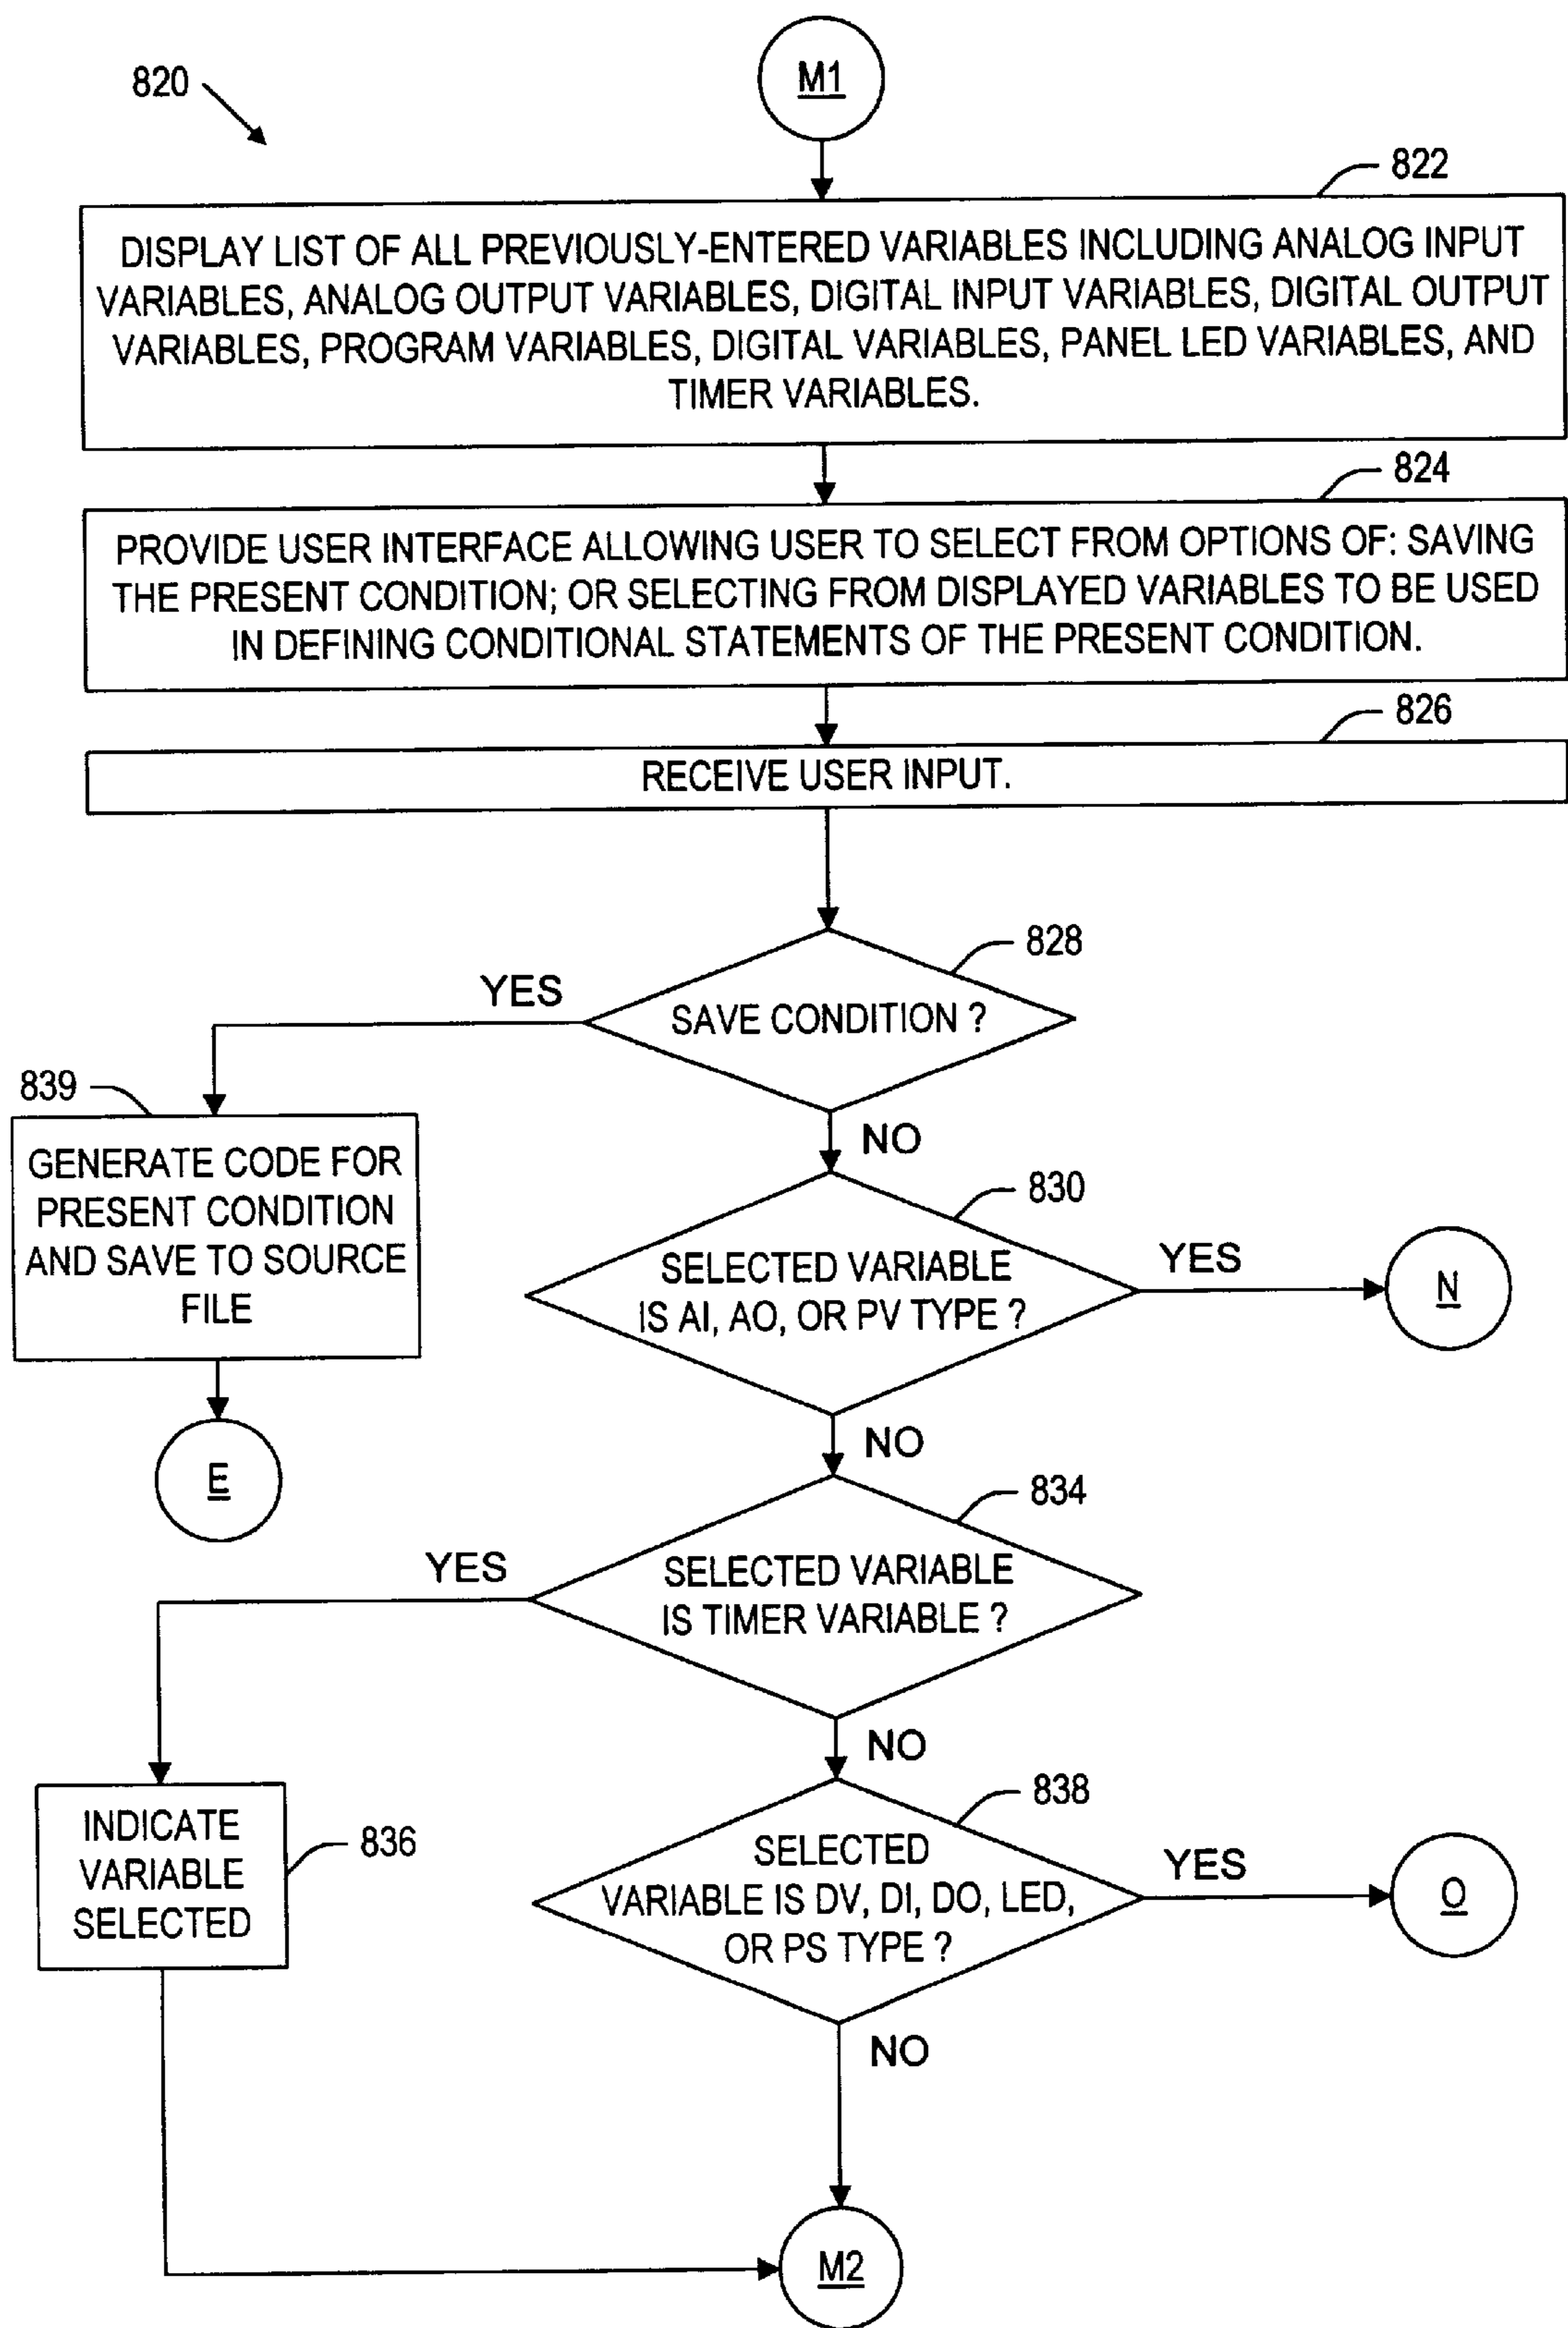 M1
820
822
DISPLAY LIST OF ALL PREVIOUSLY-ENTERED VARIABLES INCLUDING ANALOG INPUT
VARIABLES, ANALOG OUTPUT VARIABLES, DIGITAL INPUT VARIABLES, DIGITAL OUTPUT
VARIABLES, PROGRAM VARIABLES, DIGITAL VARIABLES, PANEL LED VARIABLES, AND
TIMER VARIABLES.
824
PROVIDE USER INTERFACE ALLOWING USER TO SELECT FROM OPTIONS OF: SAVING
THE PRESENT CONDITION; OR SELECTING FROM DISPLAYED VARIABLES TO BE USED
IN DEFINING CONDITIONAL STATEMENTS OF THE PRESENT CONDITION.
826
RECEIVE USER INPUT.
828
SAVE CONDITION ?
YES
NO
839
GENERATE CODE FOR
PRESENT CONDITION
AND SAVE TO SOURCE
FILE
E
830
SELECTED VARIABLE
IS AI, AO, OR PV TYPE ?
YES
N
NO
834
SELECTED VARIABLE
IS TIMER VARIABLE ?
YES
NO
836
INDICATE
VARIABLE
SELECTED
838
SELECTED
VARIABLE IS DV, DI, DO, LED,
OR PS TYPE ?
YES
O
NO
M2